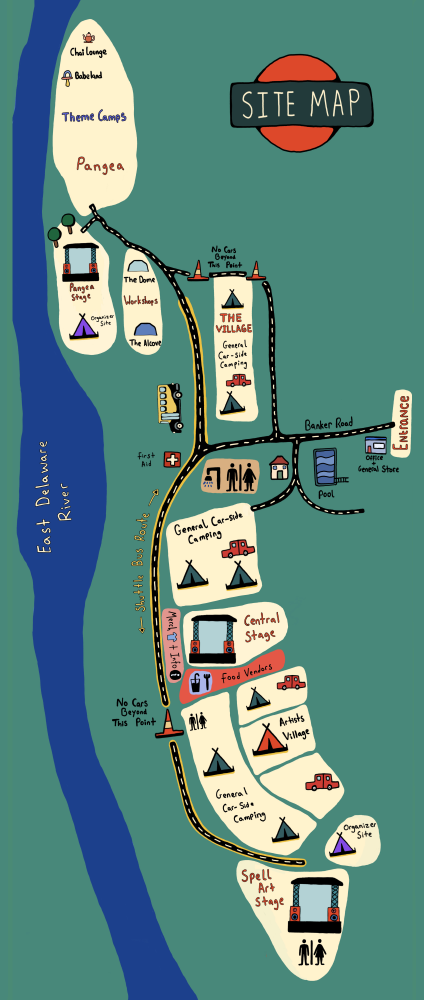 Chai Lounge
Babeland
Theme Camps
Pangea
SITE MAP
Pangea
Stage
Organizer
Site
The Dome
Workshops
The Alcove
No Cars
Beyond
This Point
THE
VILLAGE
General
Car-side
Camping
Banker Road
Entrance
Office
+
General Store
First
Aid
Pool
East Delaware
River
← Shuttle Bus Route →
General Car-side
Camping
Merch + Info
Central
Stage
Food Vendors
No Cars
Beyond
This Point
Artists
Village
General
Car-Side
Camping
Organizer
Site
Spell
Art
Stage